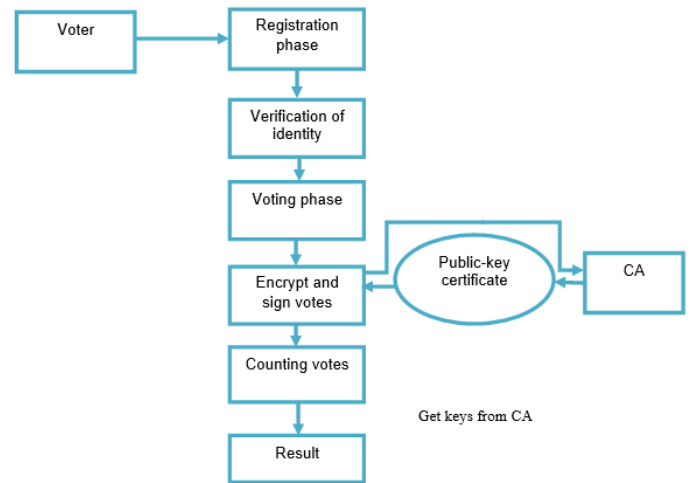 Voter
Registration
phase
Verification of
identity
Voting phase
Encrypt and
sign votes
Public-key
certificate
CA
Counting votes
Get keys from CA
Result